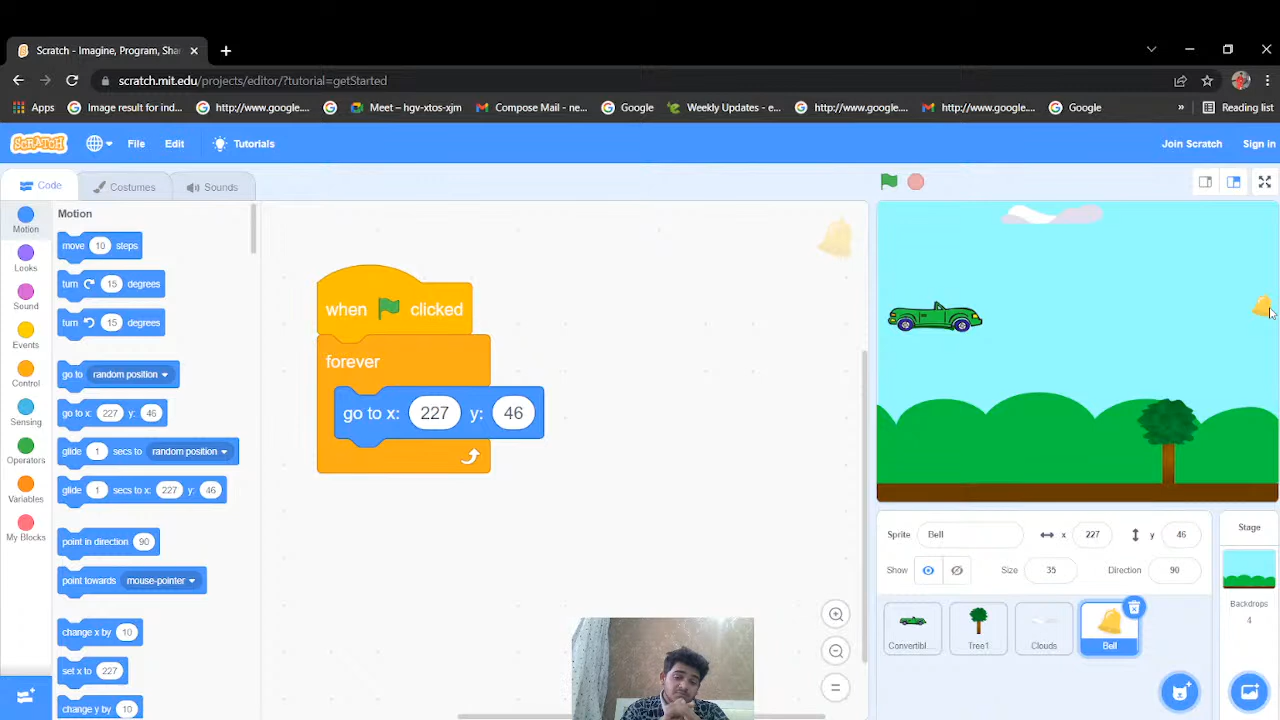 Scratch - Imagine, Program, Sha
scratch.mit.edu/projects/editor/?tutorial=getStarted
Apps Image result for ind... http://www.google.... Meet – hgv-xtos-xjm Compose Mail - ne... Google Weekly Updates - e... http://www.google.... http://www.google.... Google » Reading list
SCRATCH File Edit Tutorials Join Scratch Sign in
Code Costumes Sounds
Motion
Looks
Sound
Events
Control
Sensing
Operators
Variables
My Blocks
Motion
move 10 steps
turn 15 degrees
turn 15 degrees
go to random position
go to x: 227 y: 46
glide 1 secs to random position
glide 1 secs to x: 227 y: 46
point in direction 90
point towards mouse-pointer
change x by 10
set x to 227
change y by 10
when clicked
forever
go to x: 227 y: 46
Sprite Bell x 227 y 46
Show Size 35 Direction 90
Convertibl... Tree1 Clouds Bell
Stage
Backdrops
4